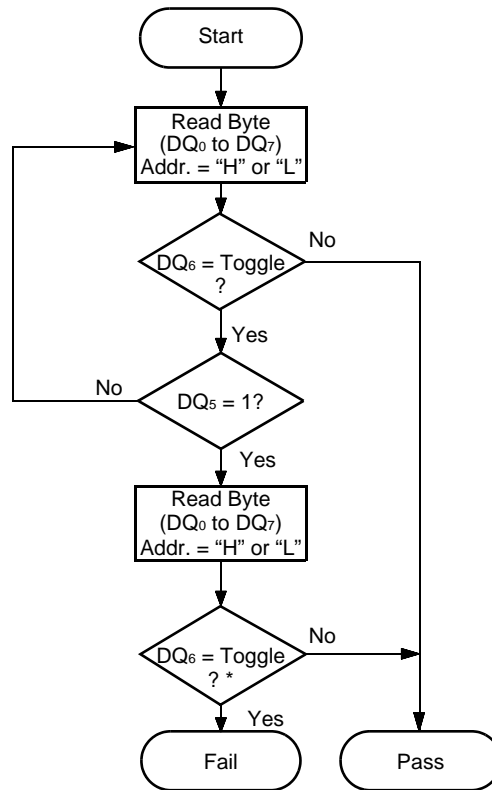 Start
Read Byte
(DQ0 to DQ7)
Addr. = “H” or “L”
No
DQ6 = Toggle
?
Yes
No
DQ5 = 1?
Yes
Read Byte
(DQ0 to DQ7)
Addr. = “H” or “L”
No
DQ6 = Toggle
? *
Yes
Fail
Pass